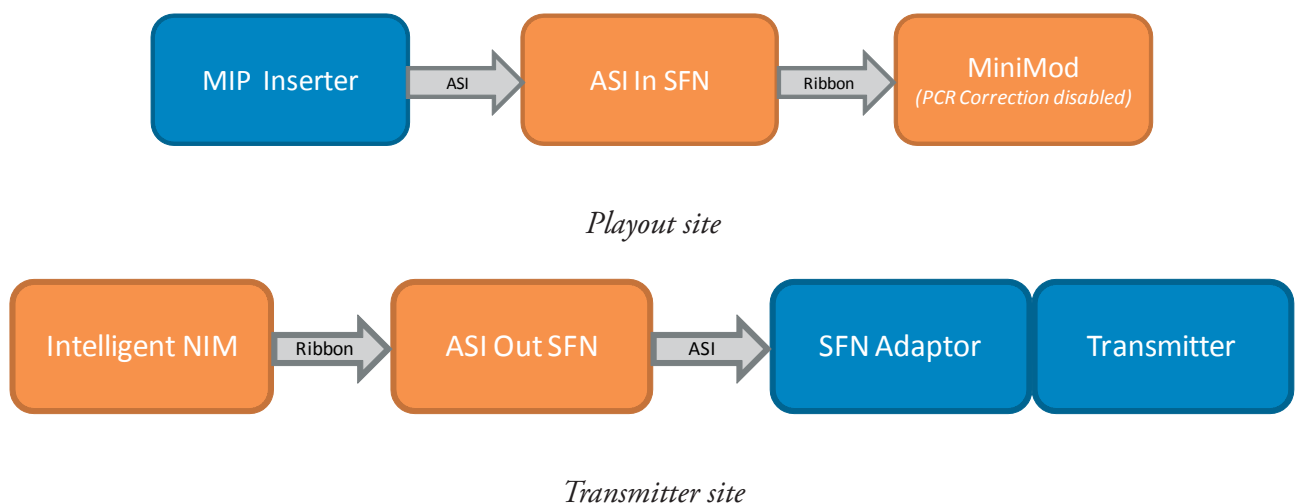 MIP Inserter
ASI
ASI In SFN
Ribbon
MiniMod
(PCR Correction disabled)
Playout site
Intelligent NIM
Ribbon
ASI Out SFN
ASI
SFN Adaptor
Transmitter
Transmitter site